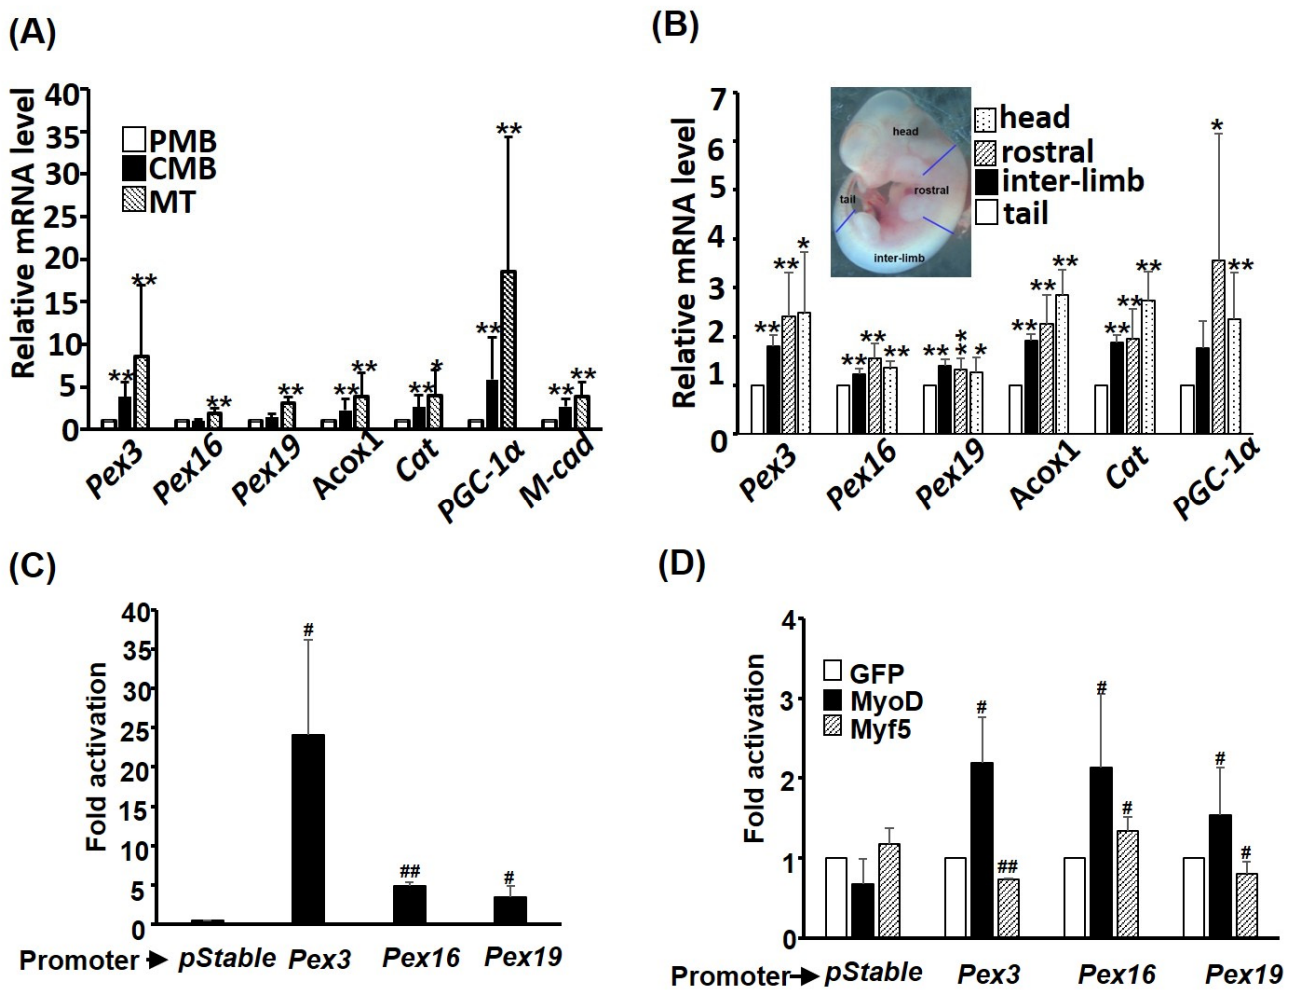 (A)
Relative mRNA level
40
35
30
25
20
15
10
5
0
PMB
CMB
MT
**
**
**
**
**
**
**
*
**
**
**
**
Pex3
Pex16
Pex19
Acox1
Cat
PGC-1α
M-cad
(B)
Relative mRNA level
7
6
5
4
3
2
1
0
head
rostral
tail
inter-limb
head
rostral
inter-limb
tail
**
**
*
**
**
**
**
**
*
**
**
**
**
**
**
*
**
Pex3
Pex16
Pex19
Acox1
Cat
PGC-1α
(C)
Fold activation
40
35
30
25
20
15
10
5
0
#
##
#
Promoter
pStable
Pex3
Pex16
Pex19
(D)
Fold activation
4
3
2
1
0
GFP
MyoD
Myf5
#
##
#
#
#
#
Promoter
pStable
Pex3
Pex16
Pex19